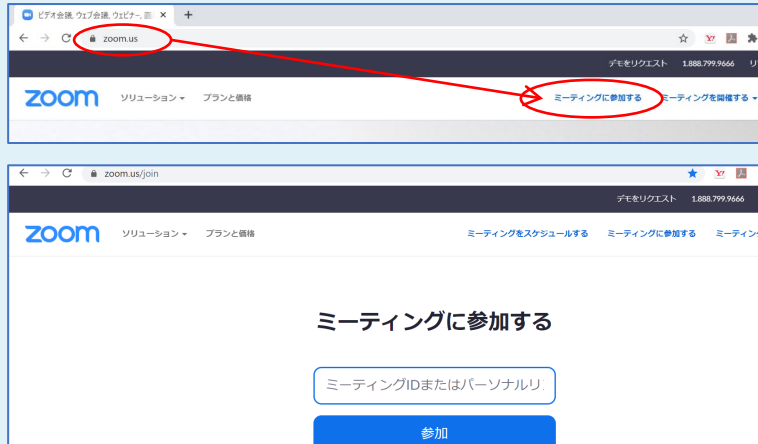 ビデオ会議, ウェブ会議, ウェビナー, 画
zoom.us
デモをリクエスト 1.888.799.9666 リ
zoom ソリューション プランと価格 ミーティングに参加する ミーティングを開催する
zoom.us/join
デモをリクエスト 1.888.799.9666
zoom ソリューション プランと価格 ミーティングをスケジュールする ミーティングに参加する ミーティン
ミーティングに参加する
ミーティングIDまたはパーソナルリ
参加